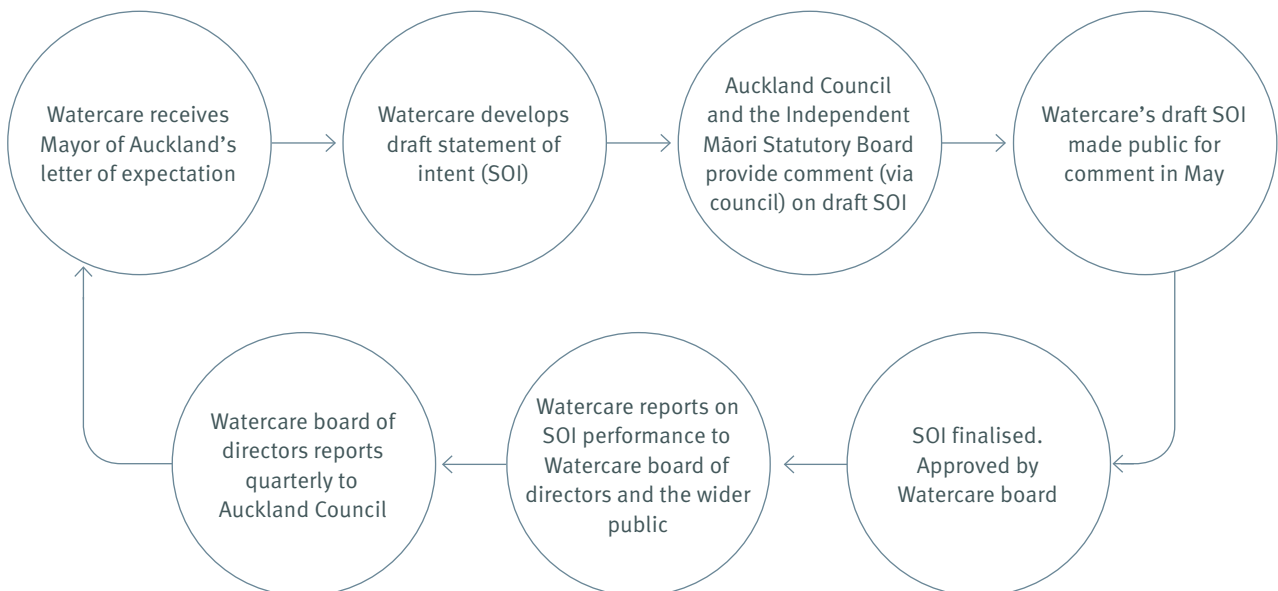 Watercare receives
Mayor of Auckland’s
letter of expectation
Watercare develops
draft statement of
intent (SOI)
Auckland Council
and the Independent
Māori Statutory Board
provide comment (via
council) on draft SOI
Watercare’s draft SOI
made public for
comment in May
SOI finalised.
Approved by
Watercare board
Watercare reports on
SOI performance to
Watercare board of
directors and the wider
public
Watercare board of
directors reports
quarterly to
Auckland Council